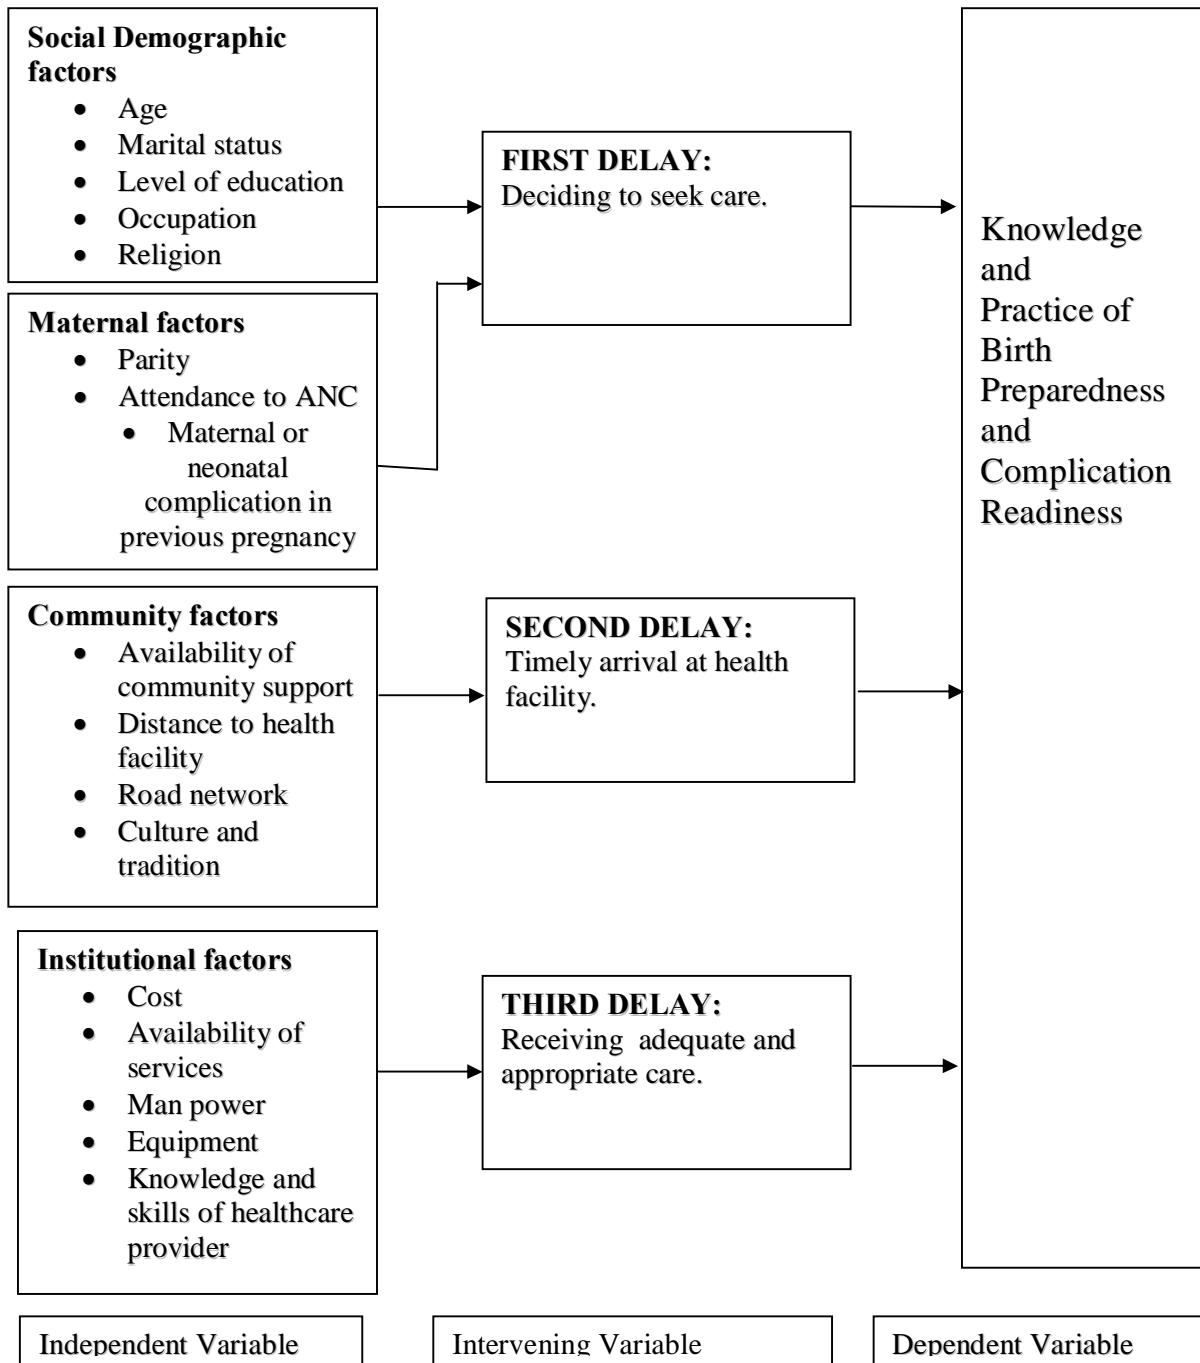 Social Demographic
factors
• Age
• Marital status
• Level of education
• Occupation
• Religion
Maternal factors
• Parity
• Attendance to ANC
• Maternal or
neonatal
complication in
previous pregnancy
Community factors
• Availability of
community support
• Distance to health
facility
• Road network
• Culture and
tradition
Institutional factors
• Cost
• Availability of
services
• Man power
• Equipment
• Knowledge and
skills of healthcare
provider
FIRST DELAY:
Deciding to seek care.
SECOND DELAY:
Timely arrival at health
facility.
THIRD DELAY:
Receiving adequate and
appropriate care.
Knowledge
and
Practice of
Birth
Preparedness
and
Complication
Readiness
Independent Variable
Intervening Variable
Dependent Variable